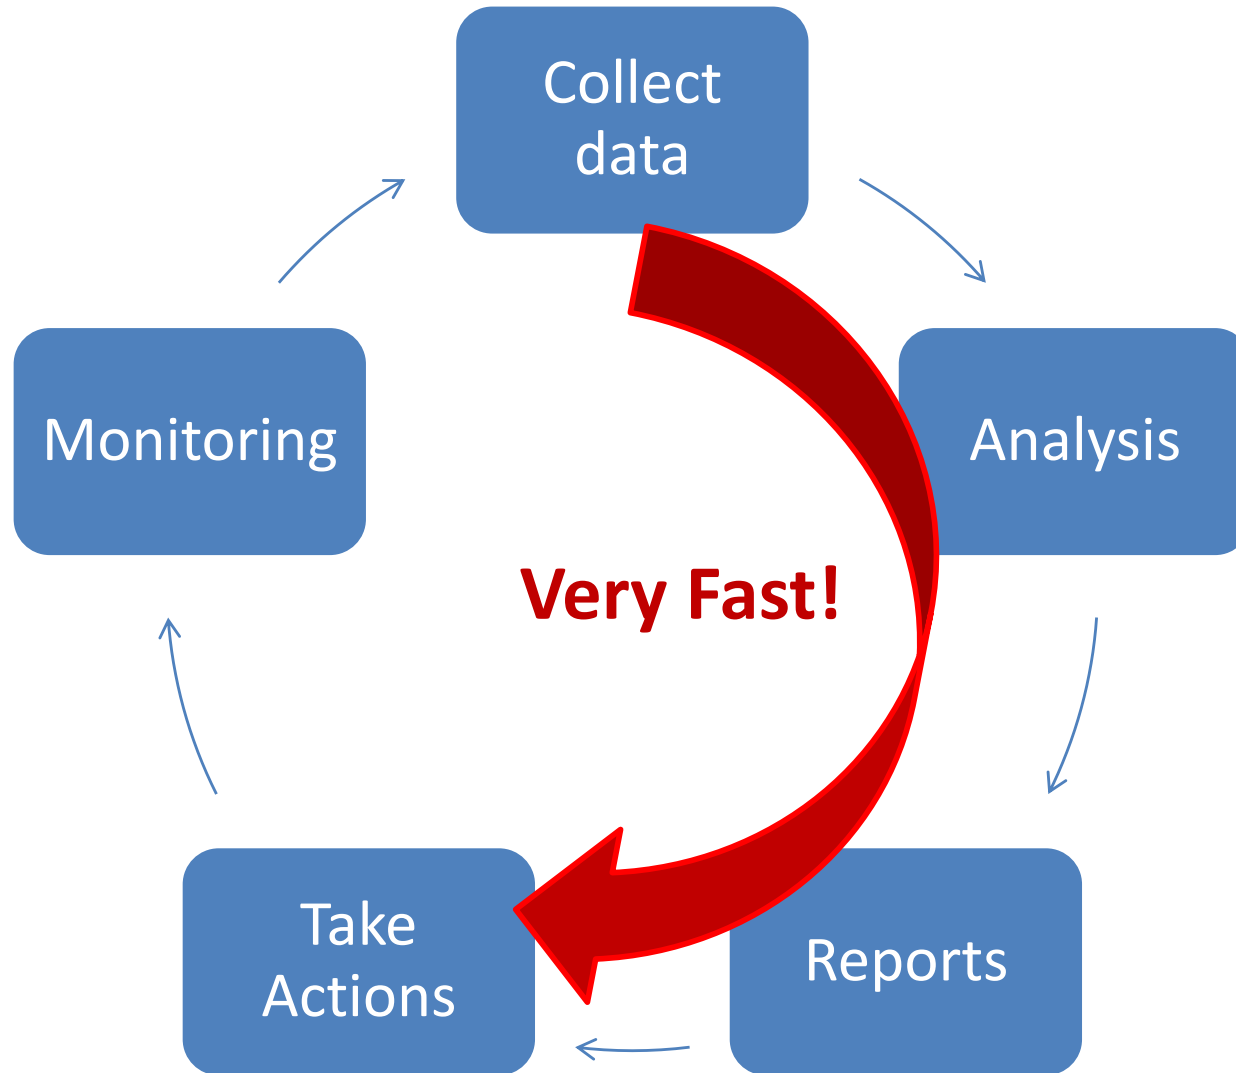 Collect
data
Monitoring
Analysis
Very Fast!
Take
Actions
Reports